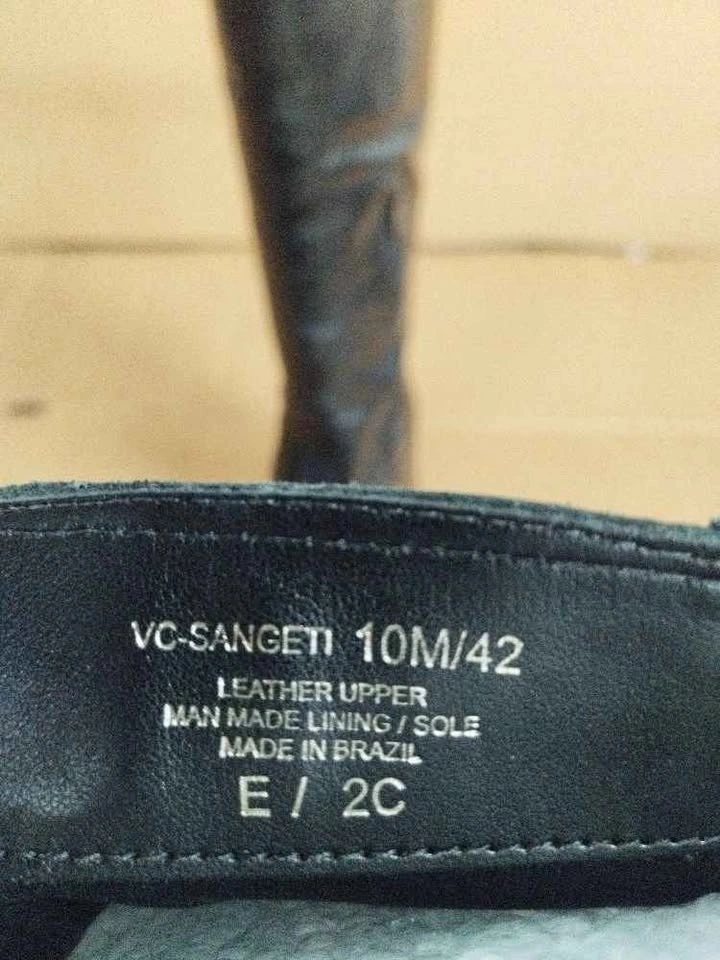 VC-SANGETI 10M/42
LEATHER UPPER
MAN MADE LINING / SOLE
MADE IN BRAZIL
E / 2C